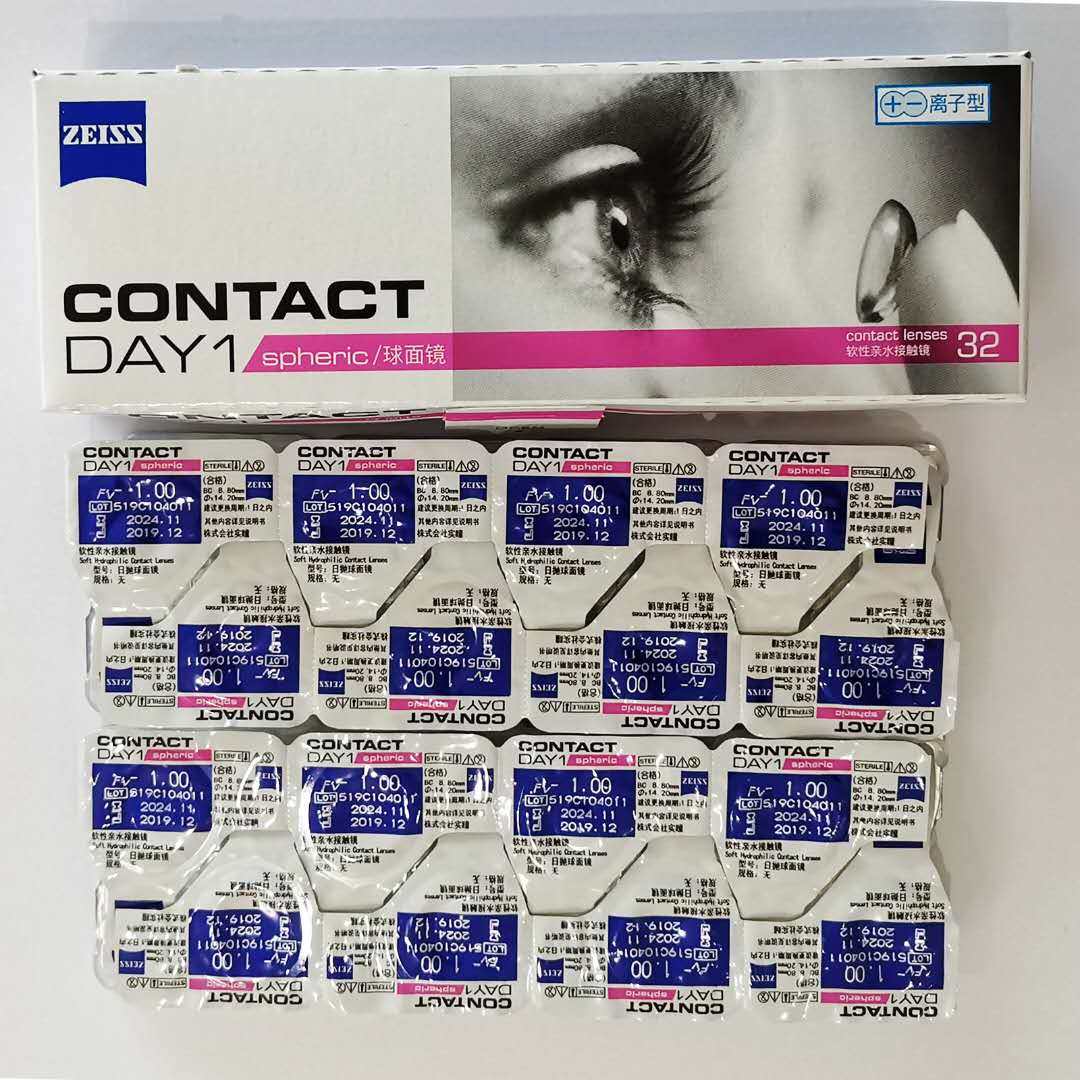 ZEISS
⊕⊖离子型
CONTACT
DAY1 spheric/球面镜
contact lenses
软性亲水接触镜 32
CONTACT
OPEN
CONTACT
DAY1 spheric STERILE
(合格)
BC 8.80mm ZEISS
Φ:14.20mm
建议更换周期:1日之内
其他内容详见说明书
株式会社实瞳
Pv- 1.00
LOT 519C104011
2024.11
2019.12
软性亲水接触镜
Soft Hydrophilic Contact Lenses
型号: 日抛球面镜
规格: 无